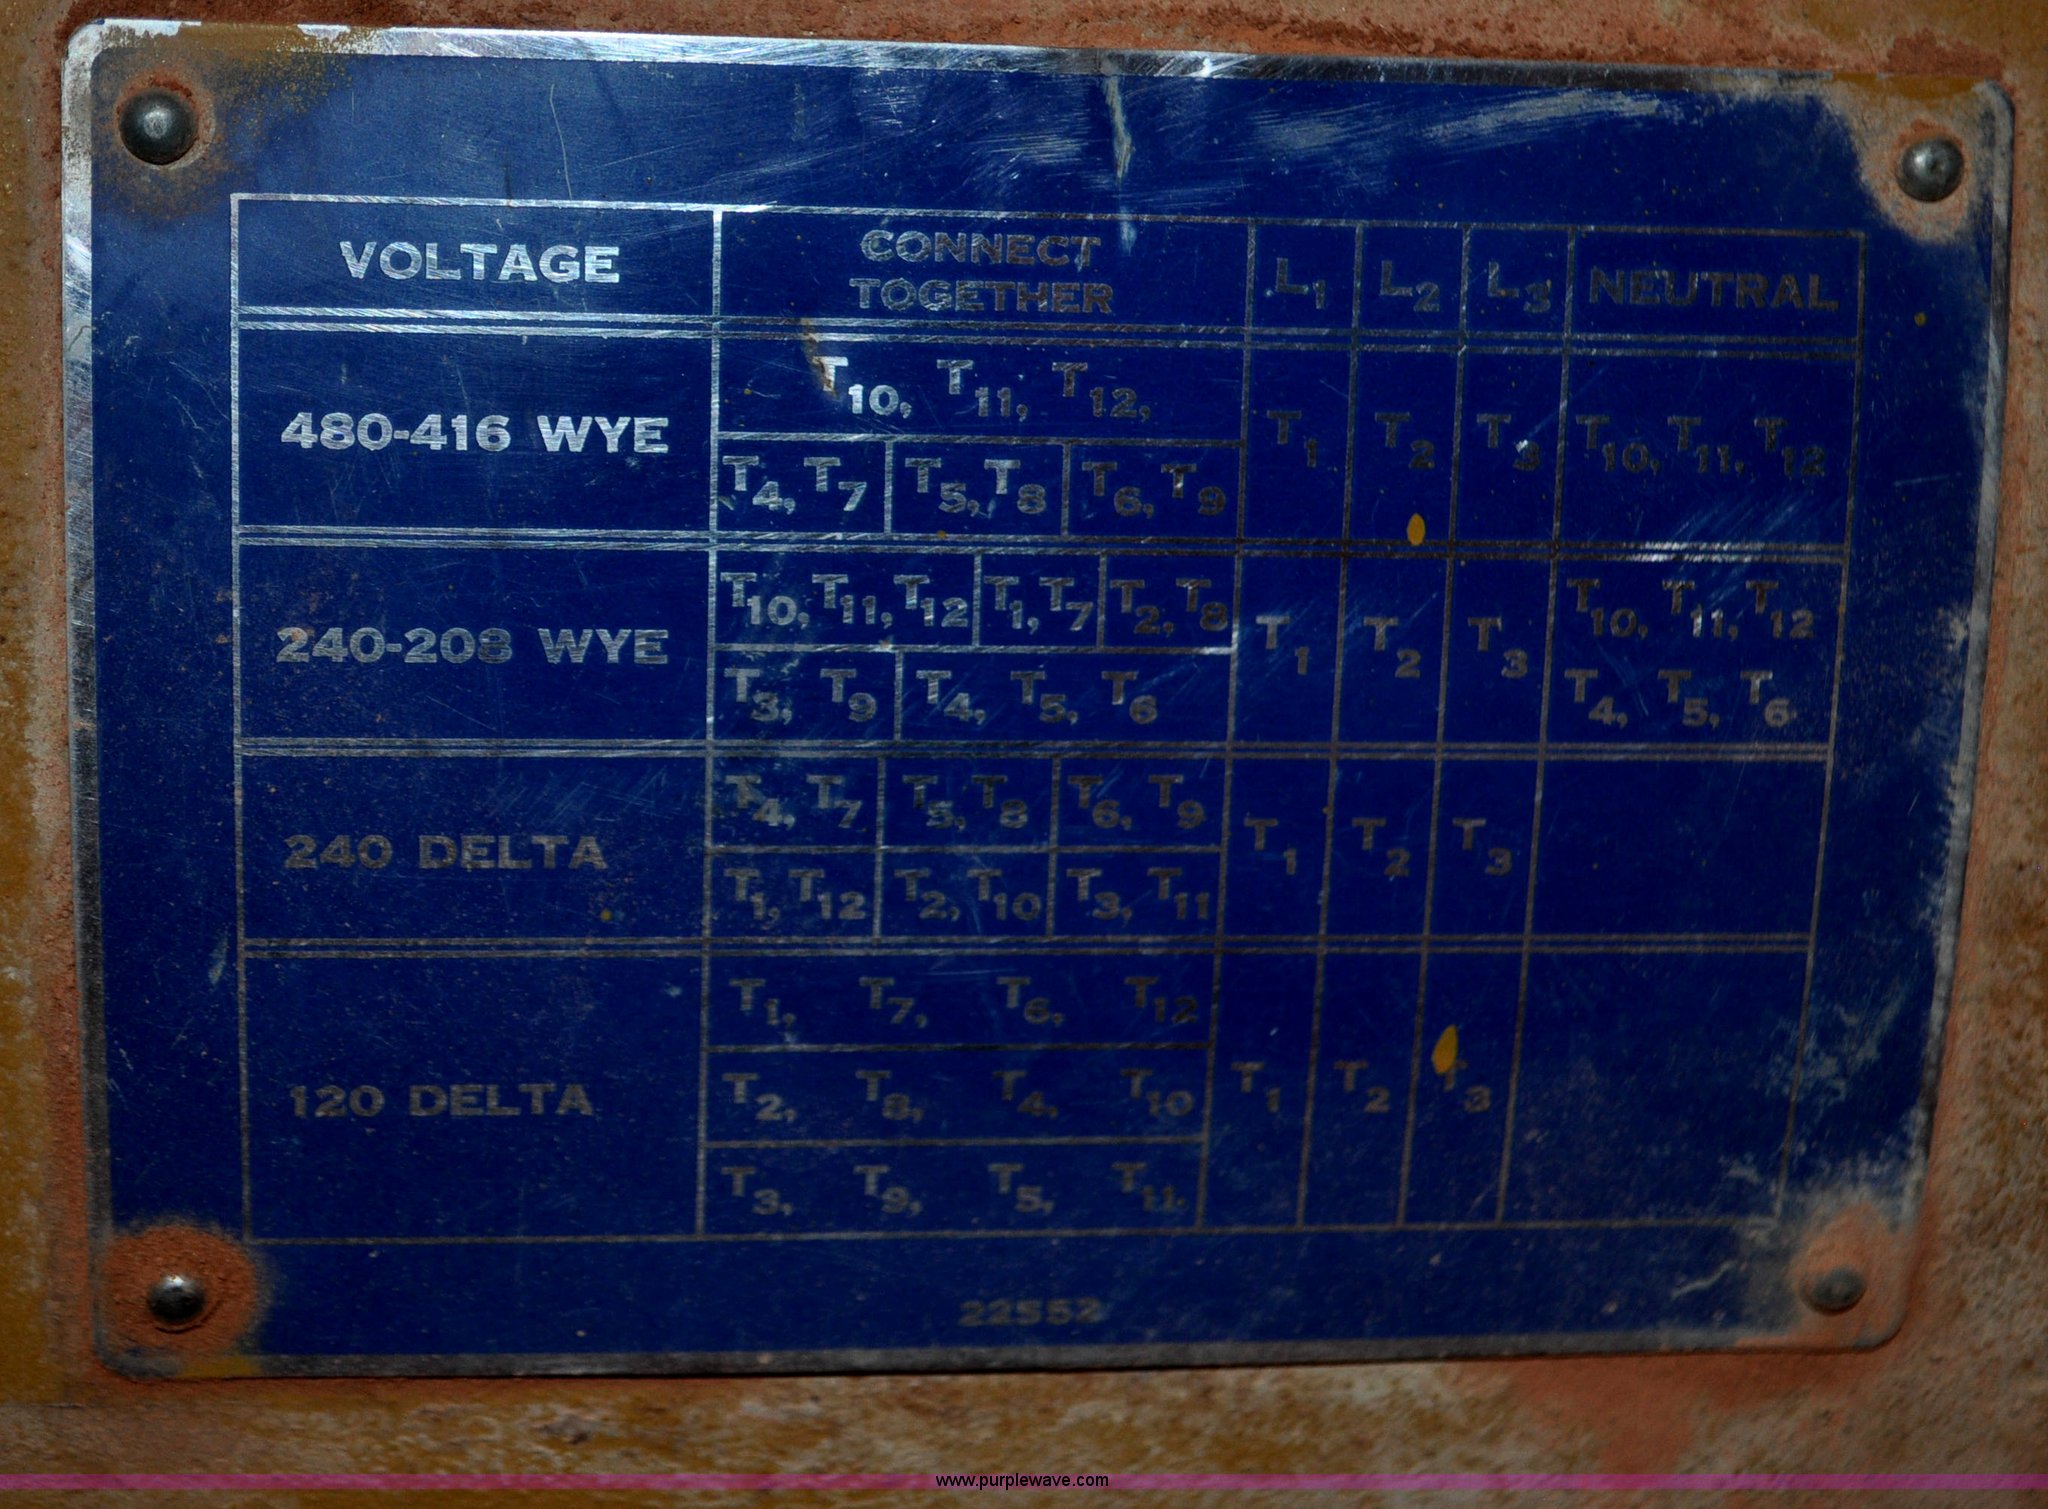 VOLTAGE CONNECT TOGETHER L1 L2 L3 NEUTRAL
480-416 WYE T10, T11, T12, T1 T2 T3 T10, T11, T12
T4, T7 T5, T8 T6, T9
240-208 WYE T10, T11, T12 T1, T7 T2, T8 T1 T2 T3 T10, T11, T12
T3, T9 T4, T5, T6 T4, T5, T6
240 DELTA T4, T7 T5, T8 T6, T9 T1 T2 T3
T1, T12 T2, T10 T3, T11
120 DELTA T1, T7, T6, T12 T1 T2 T3
T2, T8, T4, T10
T3, T9, T5, T11
22552
www.purplewave.com